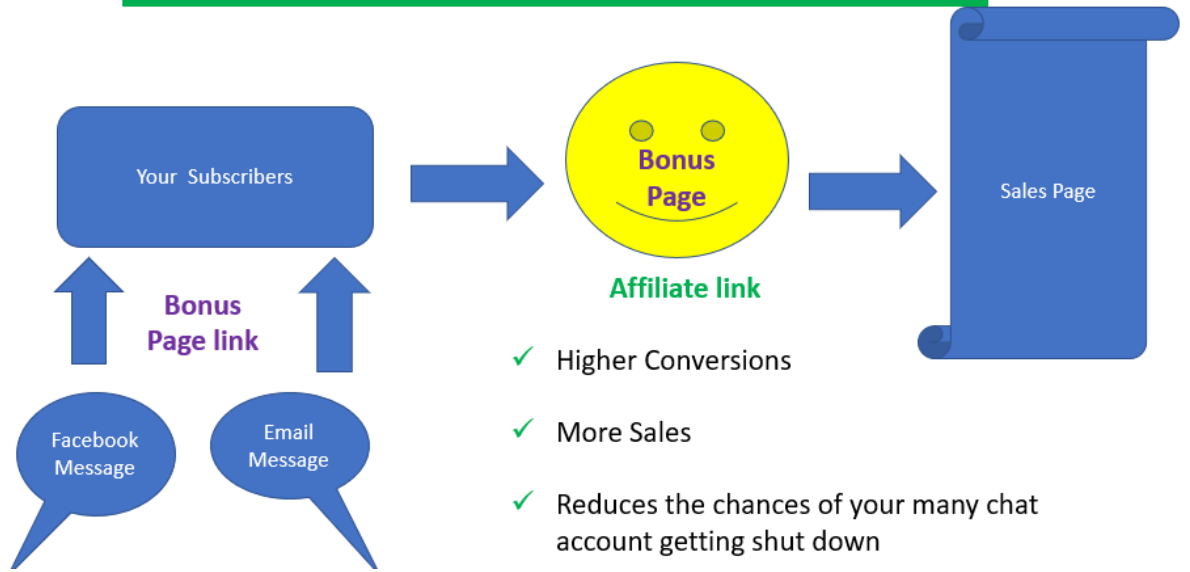 Your Subscribers
Bonus
Page
Sales Page
Affiliate link
Bonus
Page link
Higher Conversions
More Sales
Reduces the chances of your many chat
account getting shut down
Facebook
Message
Email
Message